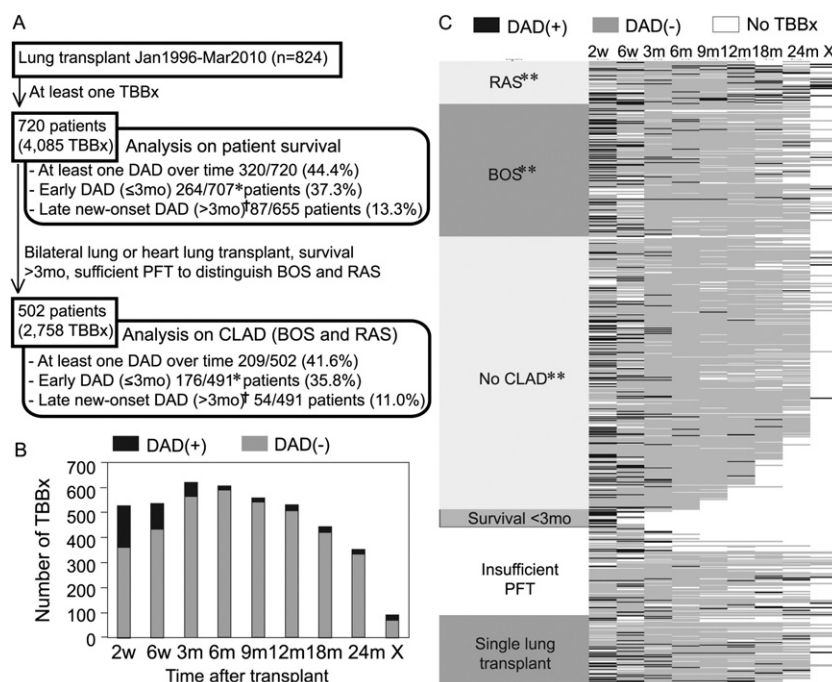 A
Lung transplant Jan1996-Mar2010 (n=824)
At least one TBBx
720 patients
(4,085 TBBx)
Analysis on patient survival
- At least one DAD over time 320/720 (44.4%)
- Early DAD (≤3mo) 264/707* patients (37.3%)
- Late new-onset DAD (>3mo)† 87/655 patients (13.3%)
Bilateral lung or heart lung transplant, survival
>3mo, sufficient PFT to distinguish BOS and RAS
502 patients
(2,758 TBBx)
Analysis on CLAD (BOS and RAS)
- At least one DAD over time 209/502 (41.6%)
- Early DAD (≤3mo) 176/491* patients (35.8%)
- Late new-onset DAD (>3mo)† 54/491 patients (11.0%)
B
DAD(+) DAD(-)
Number of TBBx
700
600
500
400
300
200
100
0
2w 6w 3m 6m 9m 12m 18m 24m X
Time after transplant
C
DAD(+) DAD(-) No TBBx
2w 6w 3m 6m 9m 12m 18m 24m X
RAS**
BOS**
No CLAD**
Survival <3mo
Insufficient
PFT
Single lung
transplant